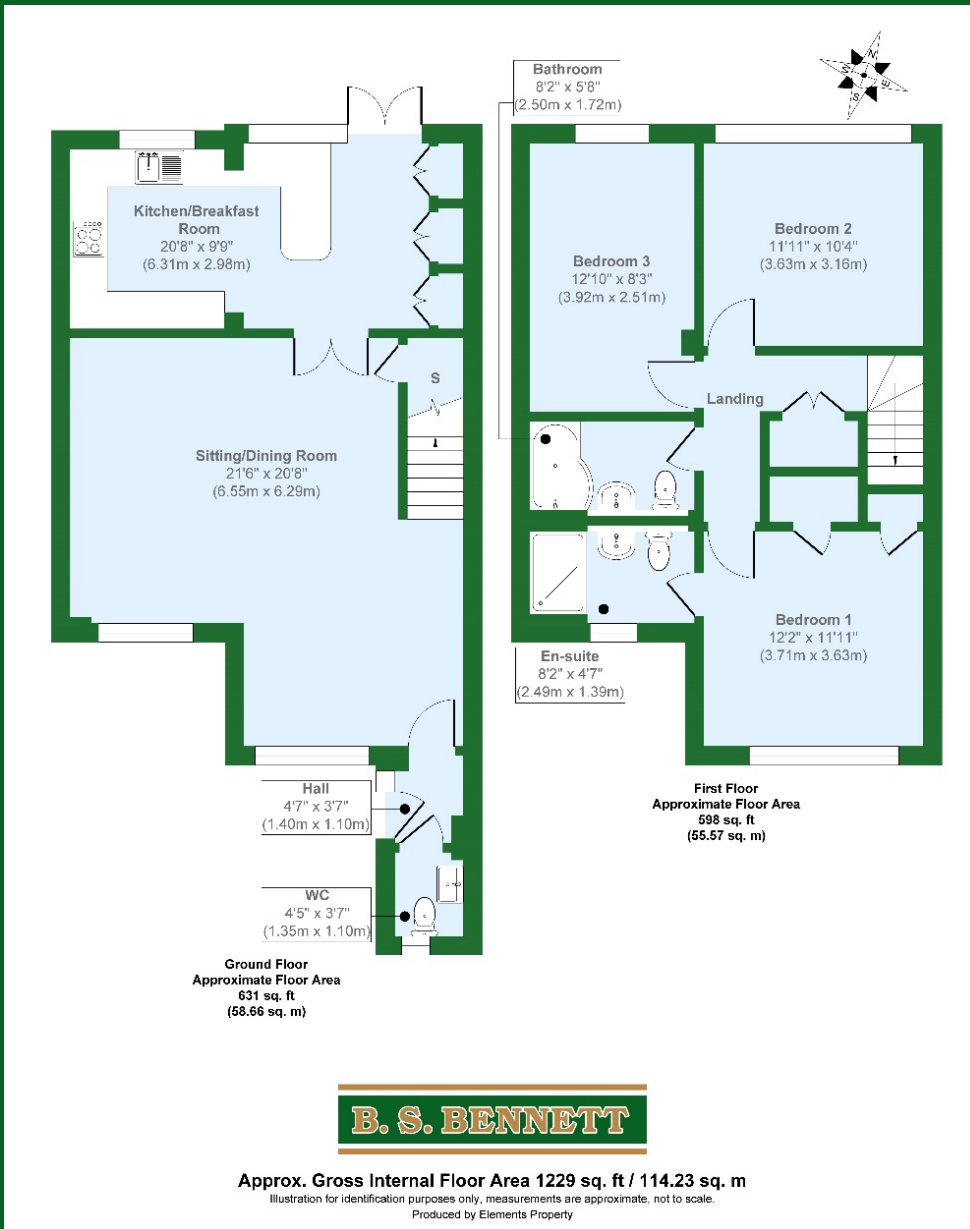 Bathroom
8'2" x 5'8"
(2.50m x 1.72m)
N
W
E
S
Kitchen/Breakfast
Room
20'8" x 9'9"
(6.31m x 2.98m)
Bedroom 3
12'10" x 8'3"
(3.92m x 2.51m)
Bedroom 2
11'11" x 10'4"
(3.63m x 3.16m)
S
Landing
Sitting/Dining Room
21'6" x 20'8"
(6.55m x 6.29m)
Bedroom 1
12'2" x 11'11"
(3.71m x 3.63m)
En-suite
8'2" x 4'7"
(2.49m x 1.39m)
Hall
4'7" x 3'7"
(1.40m x 1.10m)
WC
4'5" x 3'7"
(1.35m x 1.10m)
First Floor
Approximate Floor Area
598 sq. ft
(55.57 sq. m)
Ground Floor
Approximate Floor Area
631 sq. ft
(58.66 sq. m)
B. S. BENNETT
Approx. Gross Internal Floor Area 1229 sq. ft / 114.23 sq. m
Illustration for identification purposes only, measurements are approximate, not to scale.
Produced by Elements Property